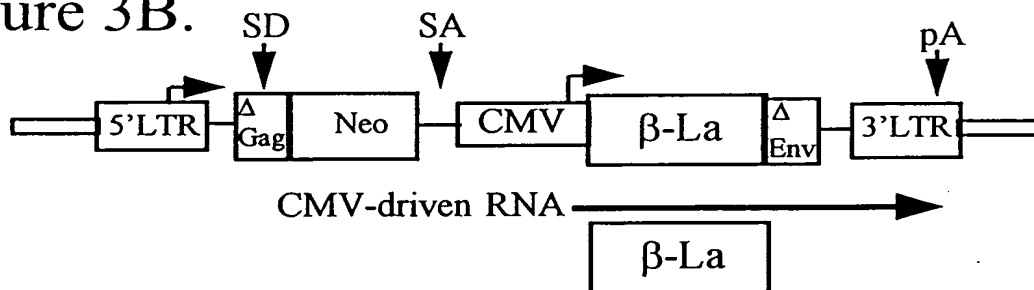 ure 3B.
SD
SA
pA
5'LTR
Δ
Gag
Neo
CMV
β-La
Δ
Env
3'LTR
CMV-driven RNA
β-La